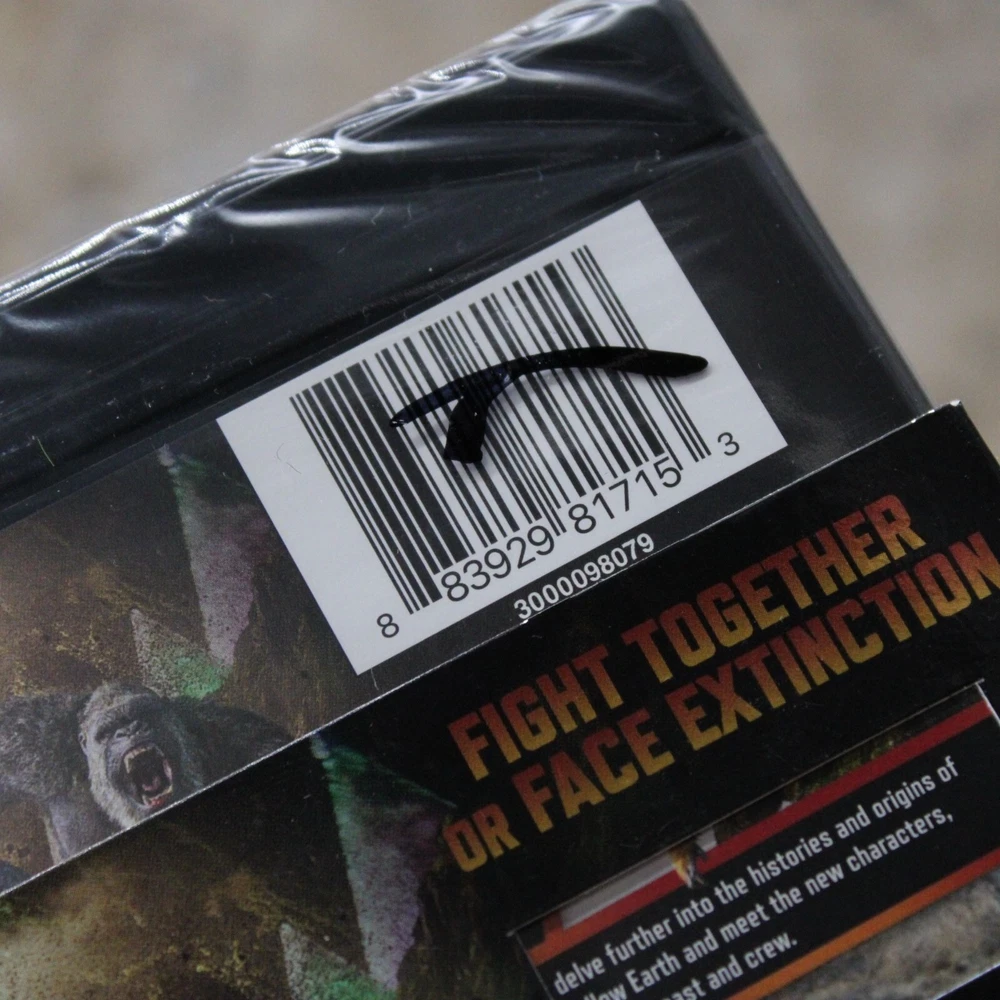 8 83929 81715 3
3000098079
FIGHT TOGETHER
OR FACE EXTINCTION
delve further into the histories and origins of
Earth and meet the new characters,
and crew.